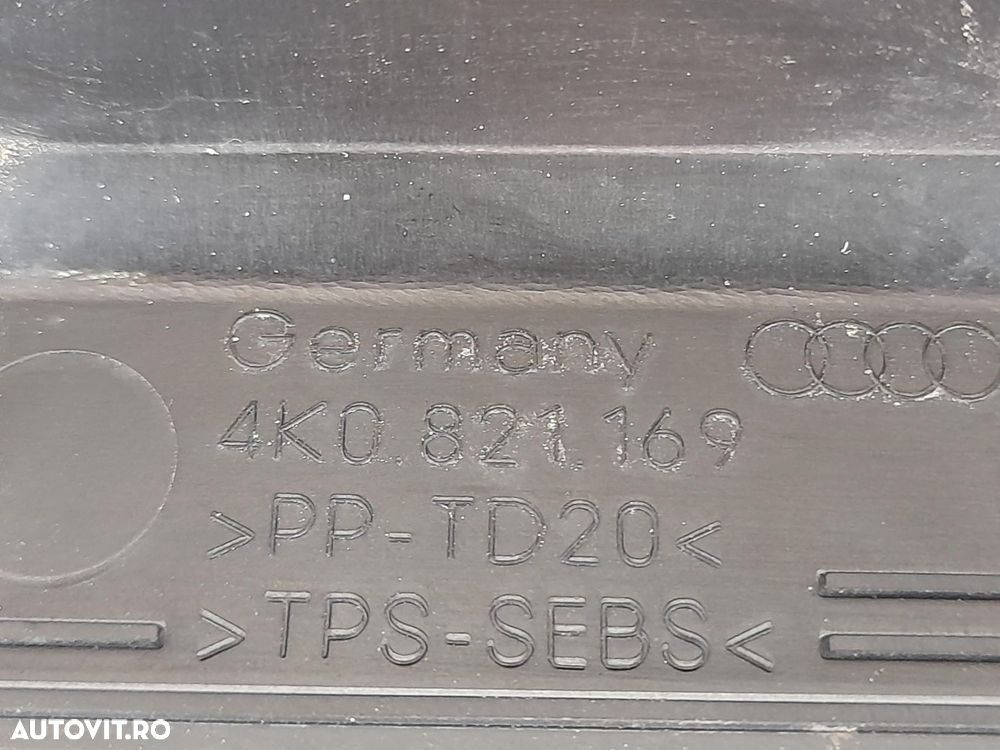 Germany
4K0.821.169
>PP-TD20<
>TPS-SEBS<
AUTOVIT.RO